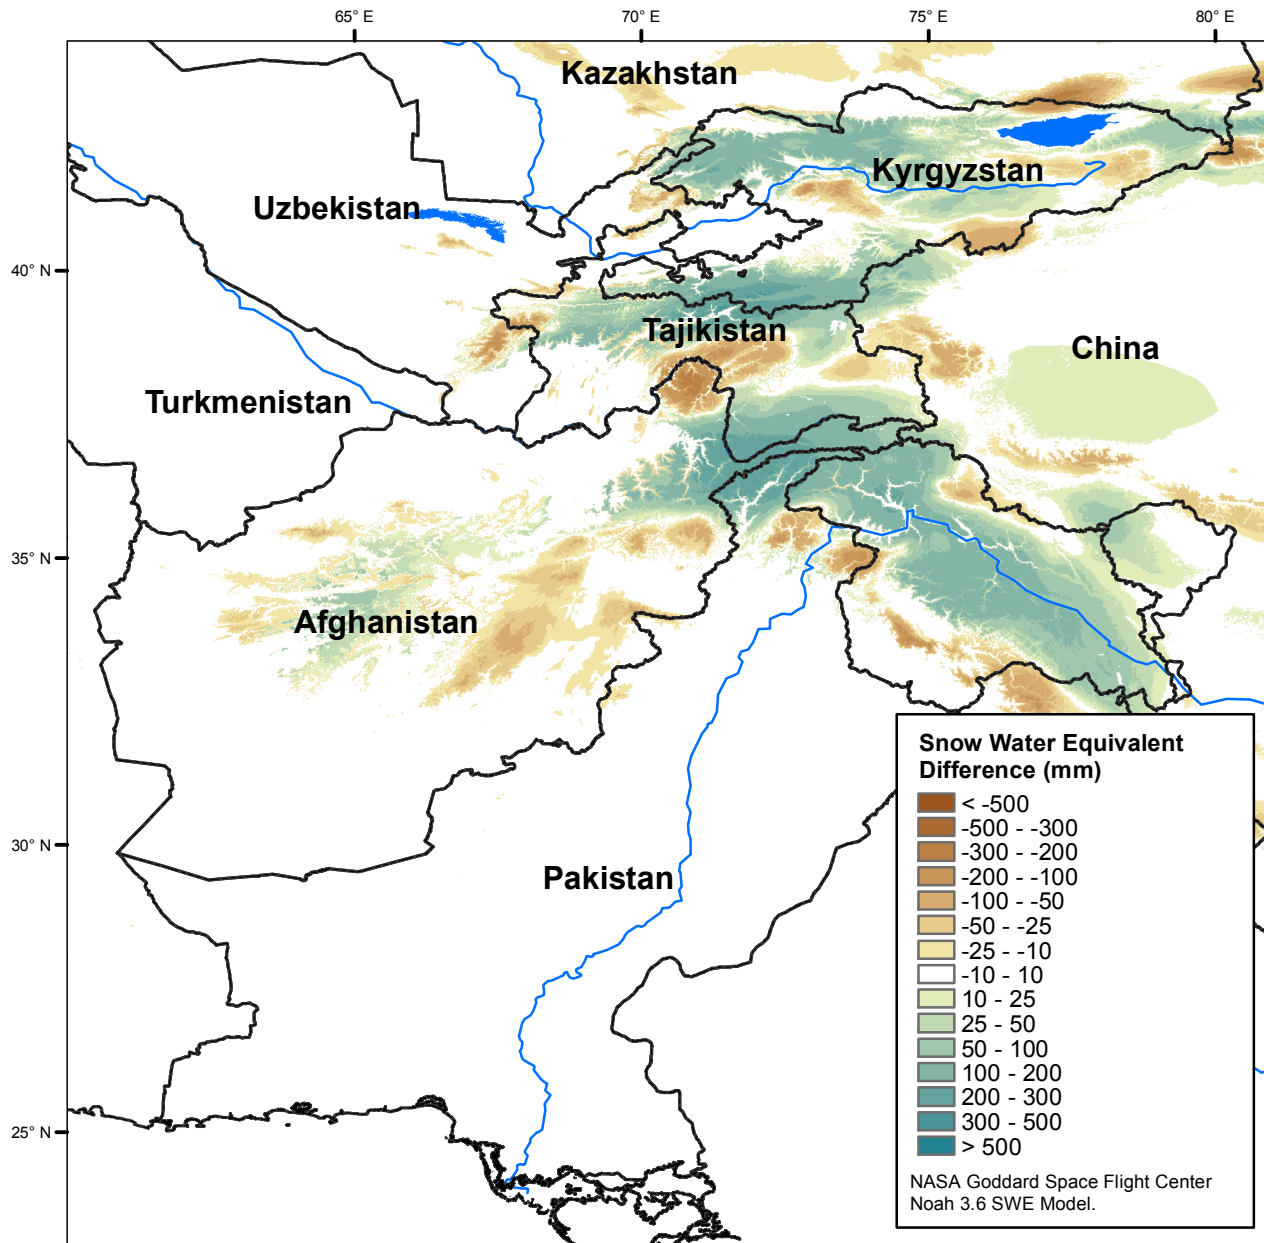 65° E
70° E
75° E
80° E
Kazakhstan
Kyrgyzstan
Uzbekistan
40° N
Tajikistan
China
Turkmenistan
35° N
Afghanistan
Snow Water Equivalent
Difference (mm)
< -500
-500 - -300
-300 - -200
-200 - -100
-100 - -50
-50 - -25
-25 - -10
-10 - 10
10 - 25
25 - 50
50 - 100
100 - 200
200 - 300
300 - 500
> 500
NASA Goddard Space Flight Center
Noah 3.6 SWE Model.
30° N
Pakistan
25° N